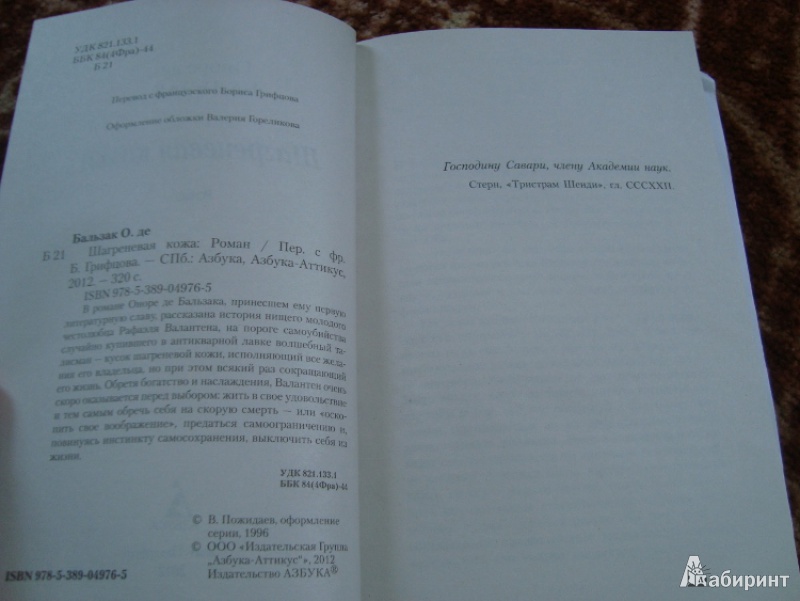 УДК 821.133.1
ББК 84(4Фра)-44
Б 21
Перевод с французского Бориса Грифцова
Оформление обложки Валерия Гореликова
Бальзак О. де
Б 21 Шагреневая кожа: Роман / Пер. с фр.
Б. Грифцова. — СПб.: Азбука, Азбука-Аттикус,
2012. — 320 с.
ISBN 978-5-389-04976-5
В романе Оноре де Бальзака, принесшем ему первую
литературную славу, рассказана история нищего молодого
честолюбца Рафаэля Валантена, на пороге самоубийства
случайно купившего в антикварной лавке волшебный та-
лисман — кусок шагреневой кожи, исполняющий все жела-
ния его владельца, но при этом всякий раз сокращающий
его жизнь. Обретя богатство и наслаждения, Валантен очень
скоро оказывается перед выбором: жить в свое удовольствие
и тем самым обречь себя на скорую смерть — или «оско-
пить свое воображение», предаться самоограничению и,
повинуясь инстинкту самосохранения, выключить себя из
жизни.
УДК 821.133.1
ББК 84(4Фра)-44
© В. Пожидаев, оформление
серии, 1996
© ООО «Издательская Группа
„Азбука-Аттикус“», 2012
Издательство АЗБУКА®
ISBN 978-5-389-04976-5
Господину Савари, члену Академии наук.
Стерн, «Тристрам Шенди», гл. CCCXXII.
Лабиринт.ру